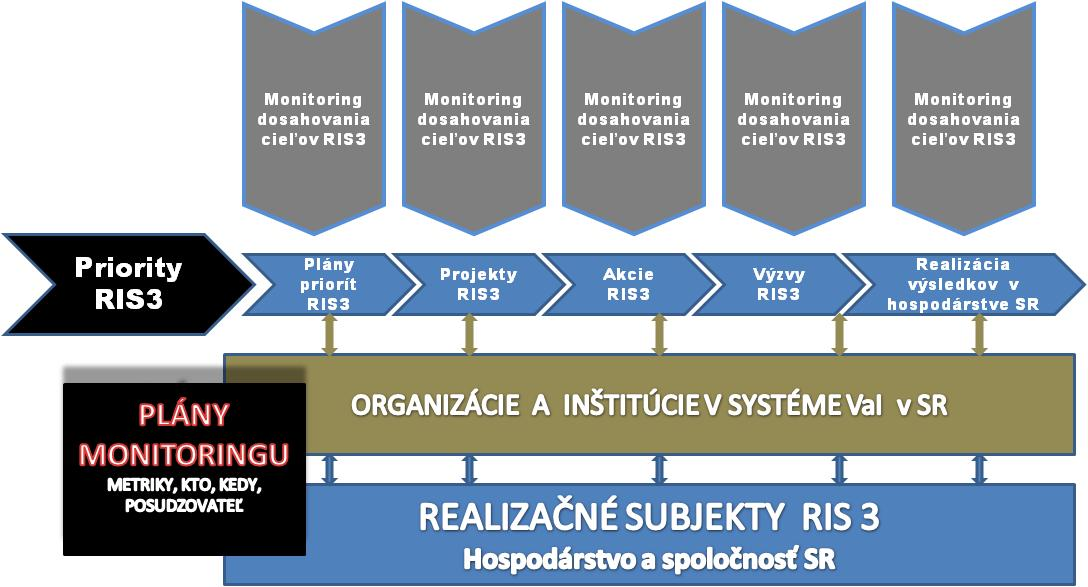 Monitoring
dosahovania
cieľov RIS3
Monitoring
dosahovania
cieľov RIS3
Monitoring
dosahovania
cieľov RIS3
Monitoring
dosahovania
cieľov RIS3
Monitoring
dosahovania
cieľov RIS3
Priority
RIS3
Plány
priorít
RIS3
Projekty
RIS3
Akcie
RIS3
Výzvy
RIS3
Realizácia
výsledkov v
hospodárstve SR
ORGANIZÁCIE A INŠTITÚCIE V SYSTÉME VaI v SR
PLÁNY
MONITORINGU
METRIKY, KTO, KEDY,
POSUDZOVATEĽ
REALIZAČNÉ SUBJEKTY RIS 3
Hospodárstvo a spoločnosť SR